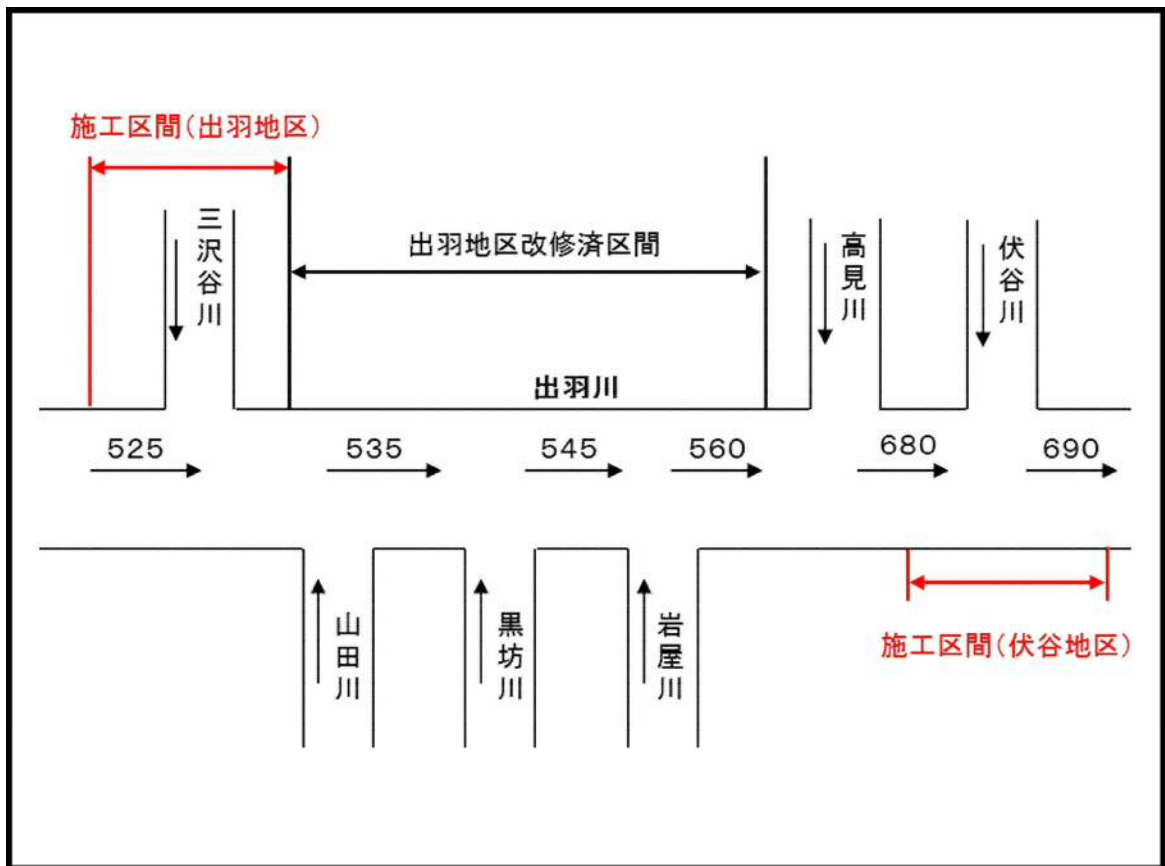 施工区間(出羽地区)
三沢谷川
出羽地区改修済区間
高見川
伏谷川
出羽川
525
535
545
560
680
690
山田川
黒坊川
岩屋川
施工区間(伏谷地区)